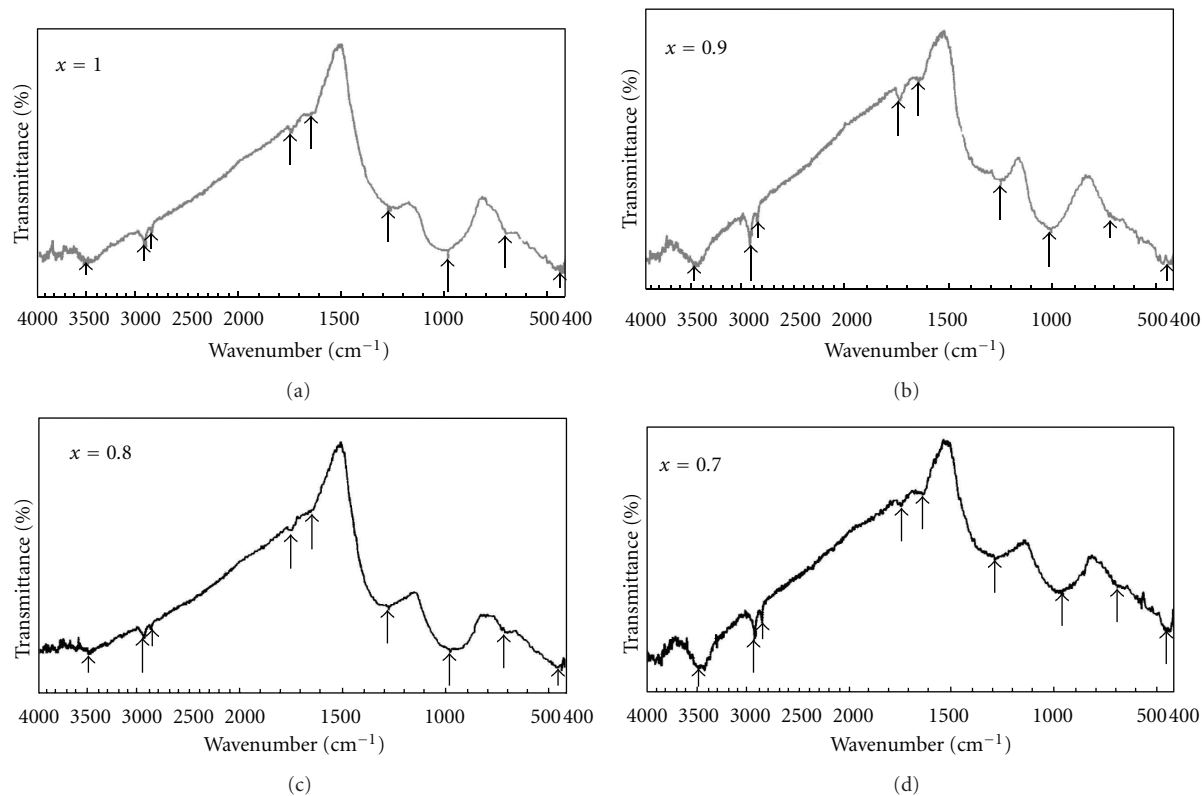 x = 1
Transmittance (%)
4000 3500 3000 2500 2000 1500 1000 500 400
Wavenumber (cm−1)
(a)
x = 0.9
Transmittance (%)
4000 3500 3000 2500 2000 1500 1000 500 400
Wavenumber (cm−1)
(b)
x = 0.8
Transmittance (%)
4000 3500 3000 2500 2000 1500 1000 500 400
Wavenumber (cm−1)
(c)
x = 0.7
Transmittance (%)
4000 3500 3000 2500 2000 1500 1000 500 400
Wavenumber (cm−1)
(d)